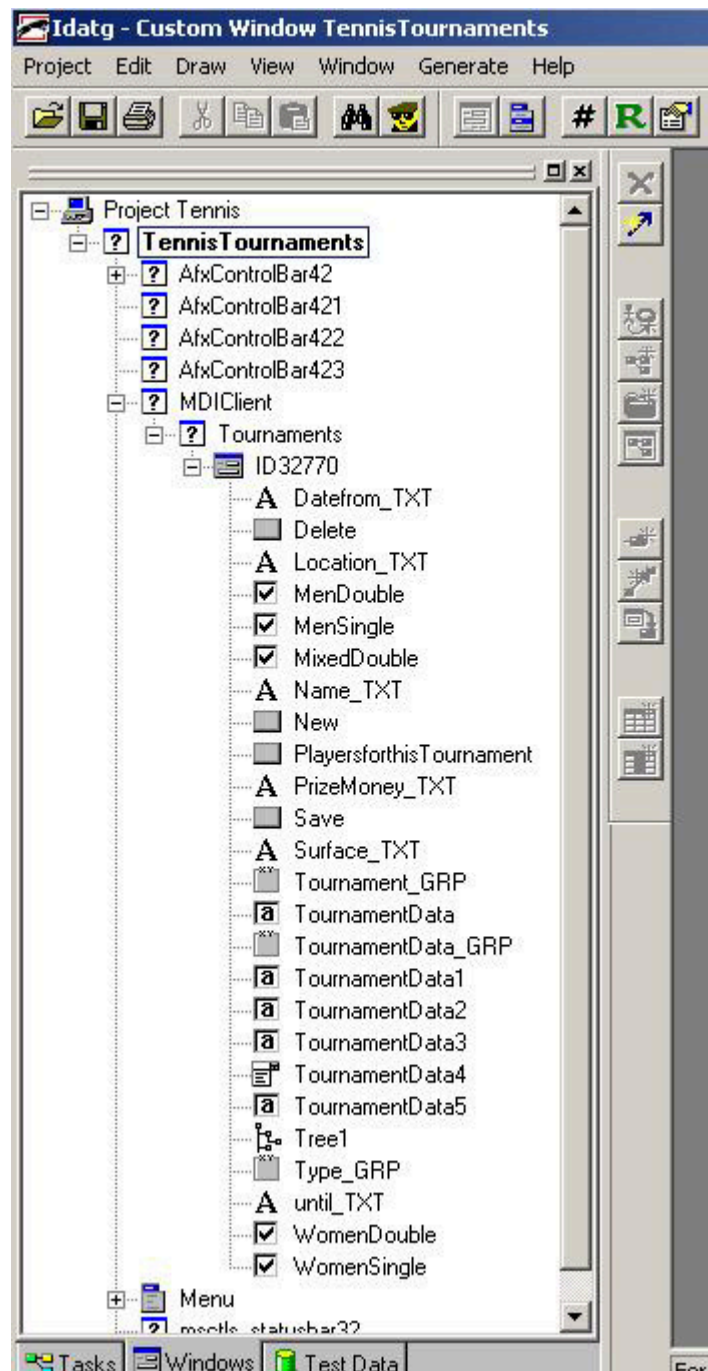 Idatg - Custom Window TennisTournaments
Project Edit Draw View Window Generate Help
# R
Project Tennis
? TennisTournaments
? AfxControlBar42
? AfxControlBar421
? AfxControlBar422
? AfxControlBar423
? MDIClient
? Tournaments
ID32770
A Datefrom_TXT
Delete
A Location_TXT
MenDouble
MenSingle
MixedDouble
A Name_TXT
New
PlayersforthisTournament
A PrizeMoney_TXT
Save
A Surface_TXT
Tournament_GRP
a TournamentData
TournamentData_GRP
a TournamentData1
a TournamentData2
a TournamentData3
TournamentData4
a TournamentData5
Tree1
Type_GRP
A until_TXT
WomenDouble
WomenSingle
Menu
? msctls_statusbar32
Tasks Windows Test Data